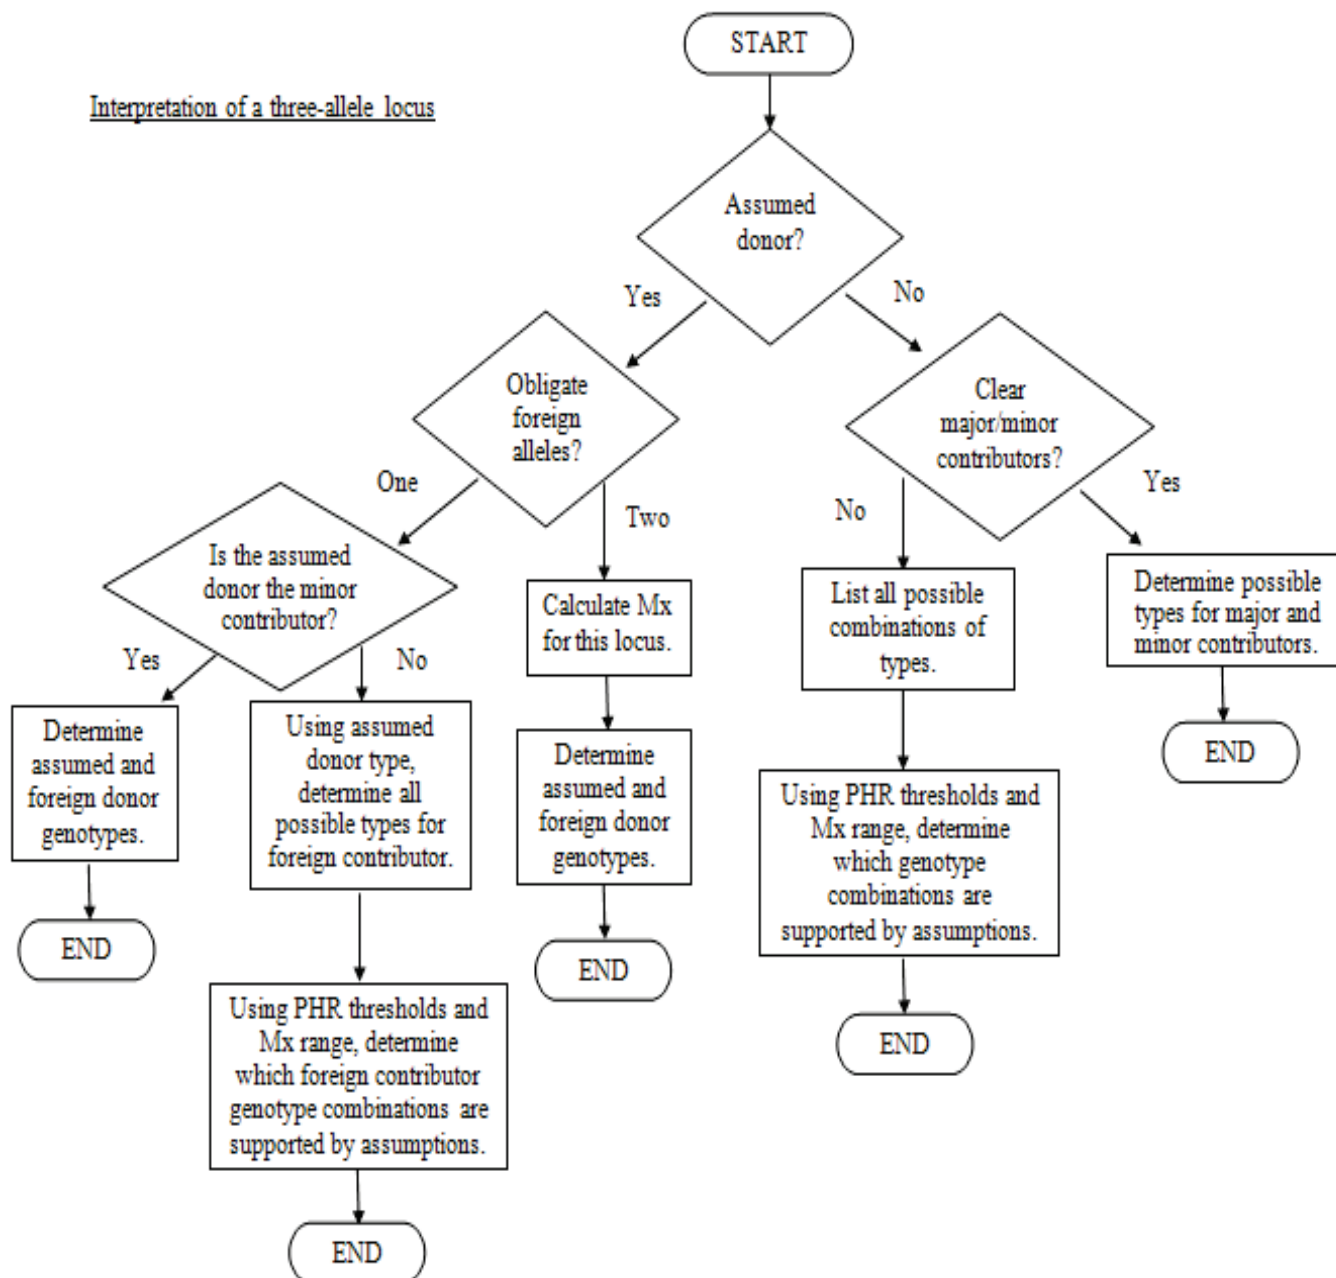 START
Interpretation of a three-allele locus
Assumed
donor?
Yes
No
Obligate
foreign
alleles?
Clear
major/minor
contributors?
One
Two
No
Yes
Is the assumed
donor the minor
contributor?
Calculate Mx
for this locus.
List all possible
combinations of
types.
Determine possible
types for major and
minor contributors.
Yes
No
Determine
assumed and
foreign donor
genotypes.
Using assumed
donor type,
determine all
possible types for
foreign contributor.
Determine
assumed and
foreign donor
genotypes.
Using PHR thresholds and
Mx range, determine
which genotype
combinations are
supported by assumptions.
END
END
END
Using PHR thresholds and
Mx range, determine
which foreign contributor
genotype combinations are
supported by assumptions.
END
END